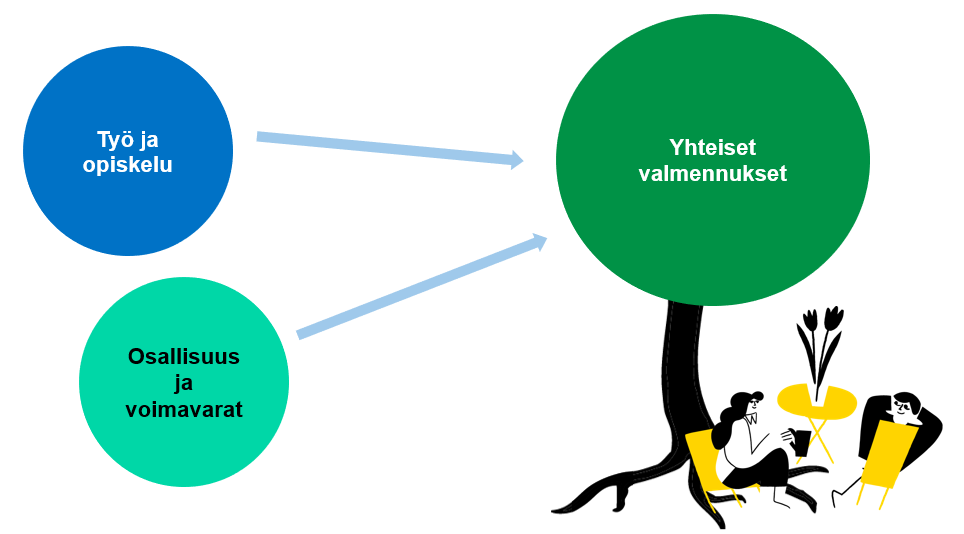 Työ ja
opiskelu
Yhteiset
valmennukset
Osallisuus
ja
voimavarat